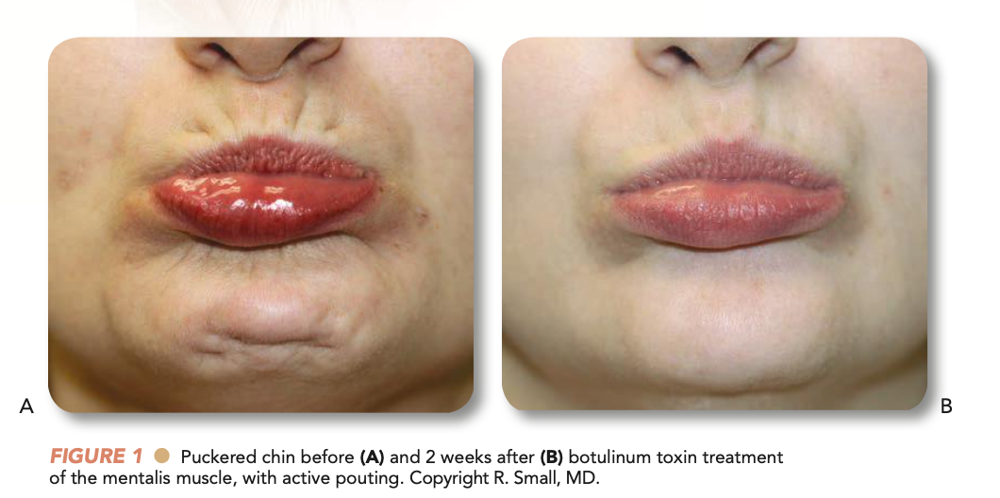 A
B
FIGURE 1 ● Puckered chin before (A) and 2 weeks after (B) botulinum toxin treatment
of the mentalis muscle, with active pouting. Copyright R. Small, MD.